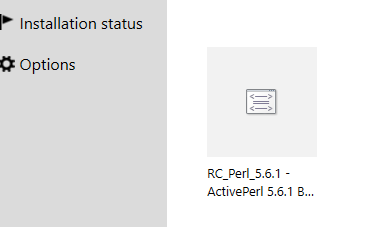 Installation status
Options
RC_Perl_5.6.1 -
ActivePerl 5.6.1 B...